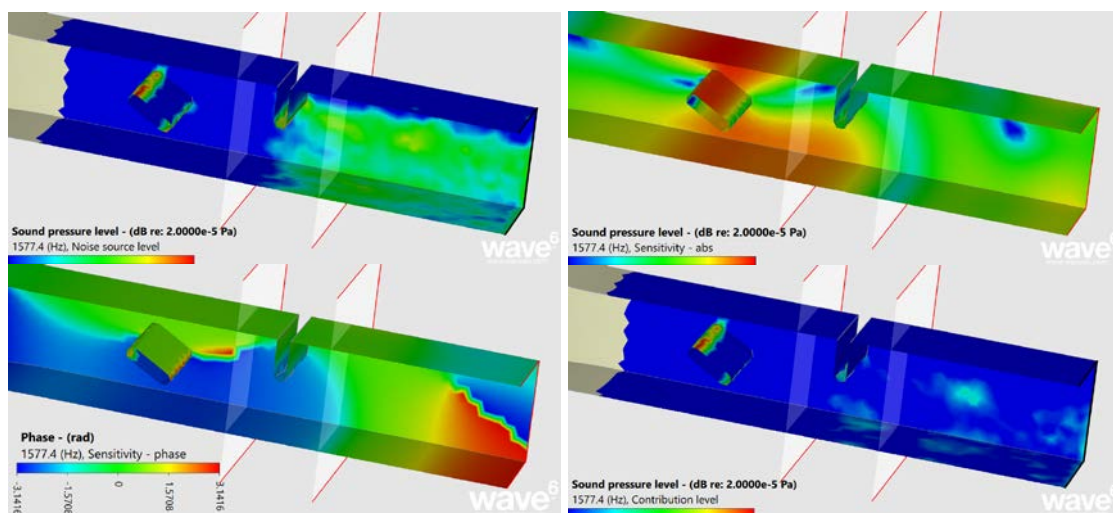 Sound pressure level - (dB re: 2.0000e-5 Pa)
1577.4 (Hz), Noise source level
wave6
Sound pressure level - (dB re: 2.0000e-5 Pa)
1577.4 (Hz), Sensitivity - abs
wave6
Phase - (rad)
1577.4 (Hz), Sensitivity - phase
-3.1416
-1.5708
0
1.5708
3.1416
wave6
Sound pressure level - (dB re: 2.0000e-5 Pa)
1577.4 (Hz), Contribution level
wave6